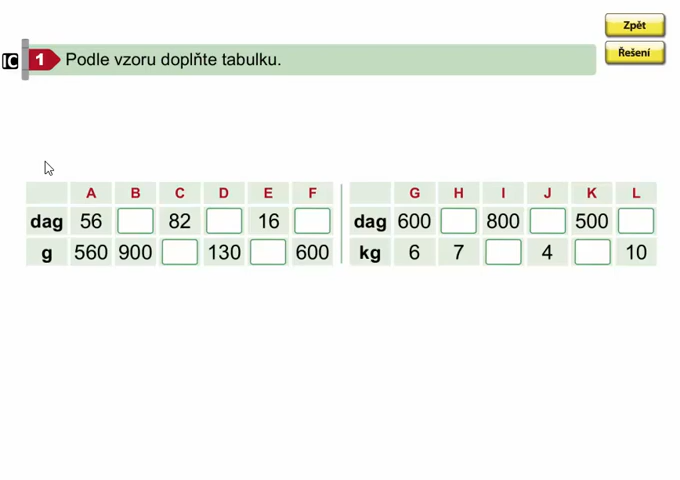 Zpět
Řešení
IC 1 Podle vzoru doplňte tabulku.
A B C D E F G H I J K L
dag 56 82 16 dag 600 800 500
g 560 900 130 600 kg 6 7 4 10